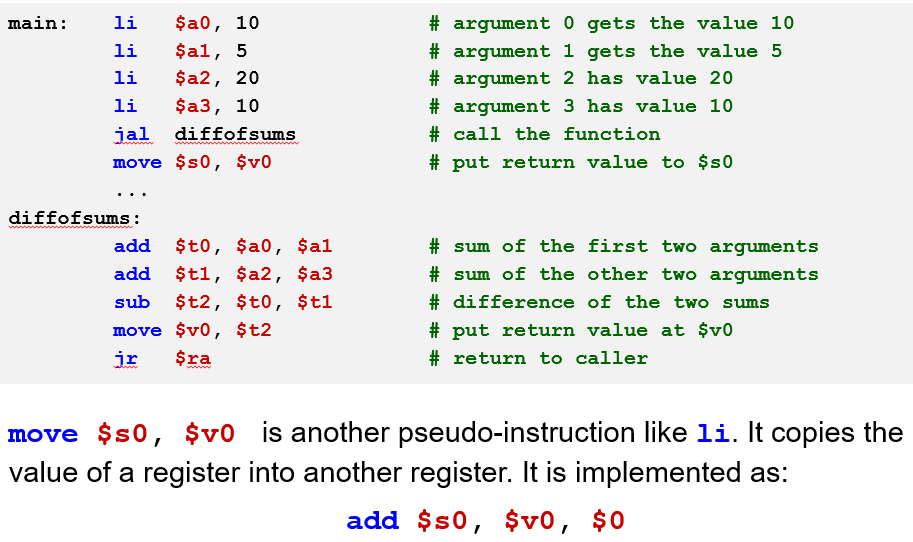 main: li $a0, 10 # argument 0 gets the value 10
li $a1, 5 # argument 1 gets the value 5
li $a2, 20 # argument 2 has value 20
li $a3, 10 # argument 3 has value 10
jal diffofsums # call the function
move $s0, $v0 # put return value to $s0
...
diffofsums:
add $t0, $a0, $a1 # sum of the first two arguments
add $t1, $a2, $a3 # sum of the other two arguments
sub $t2, $t0, $t1 # difference of the two sums
move $v0, $t2 # put return value at $v0
jr $ra # return to caller
move $s0, $v0 is another pseudo-instruction like li. It copies the
value of a register into another register. It is implemented as:
add $s0, $v0, $0